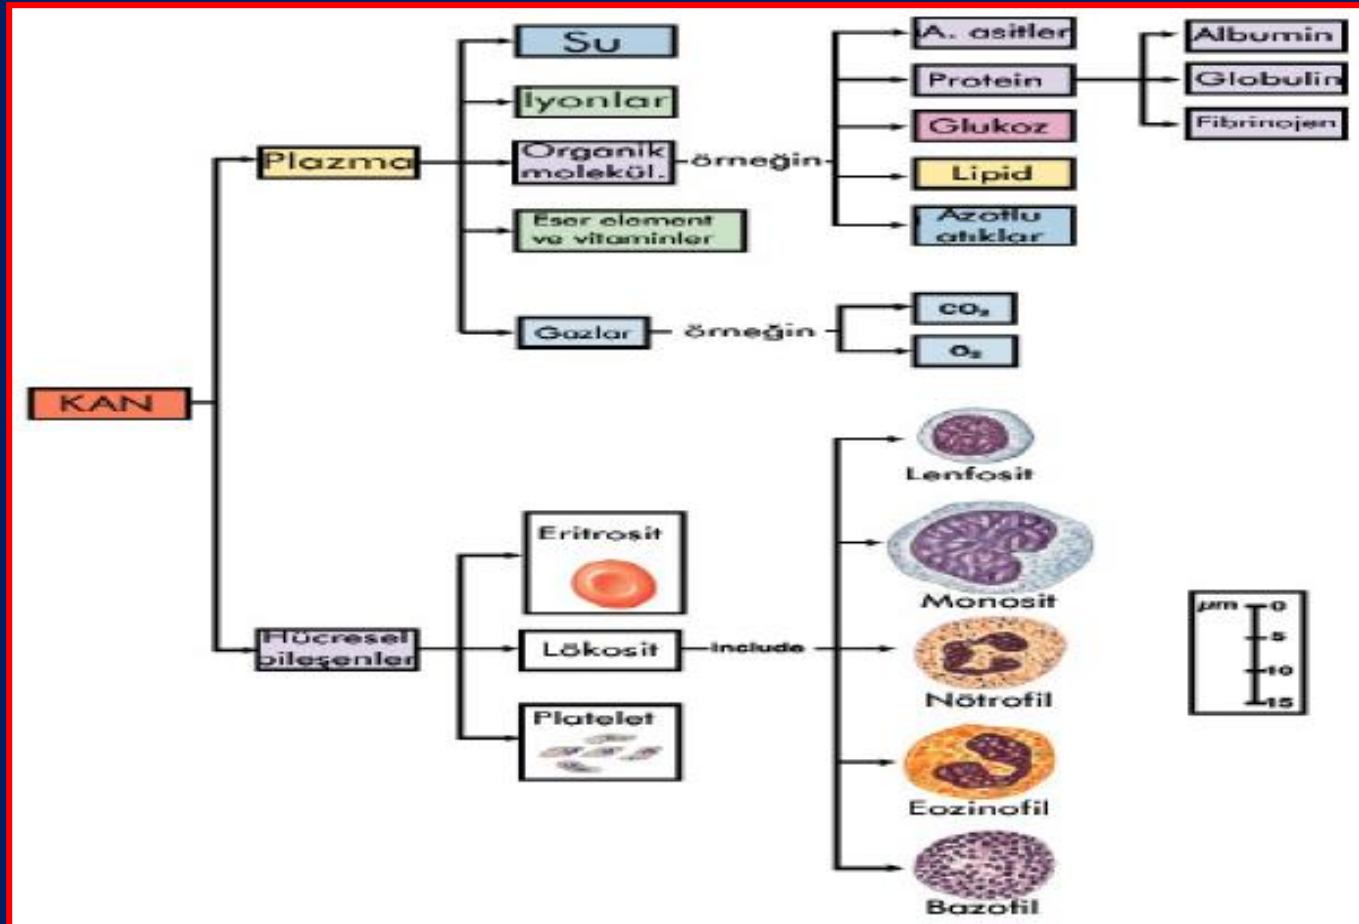 KAN
Plazma
Su
İyonlar
Organik
molekül.
örneğin
A. asitler
Protein
Albumin
Globulin
Fibrinojen
Glukoz
Lipid
Azotlu
atıklar
Eser element
ve vitaminler
Gazlar
örneğin
CO₂
O₂
Hücresel
bileşenler
Eritrosit
Lökosit
include
Lenfosit
Monosit
Nötrofil
Eozinofil
Bazofil
Platelet
µm 0
5
10
15